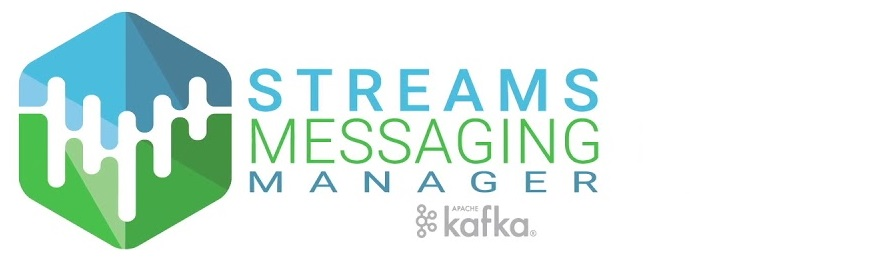 STREAMS
MESSAGING
MANAGER
APACHE
kafka®